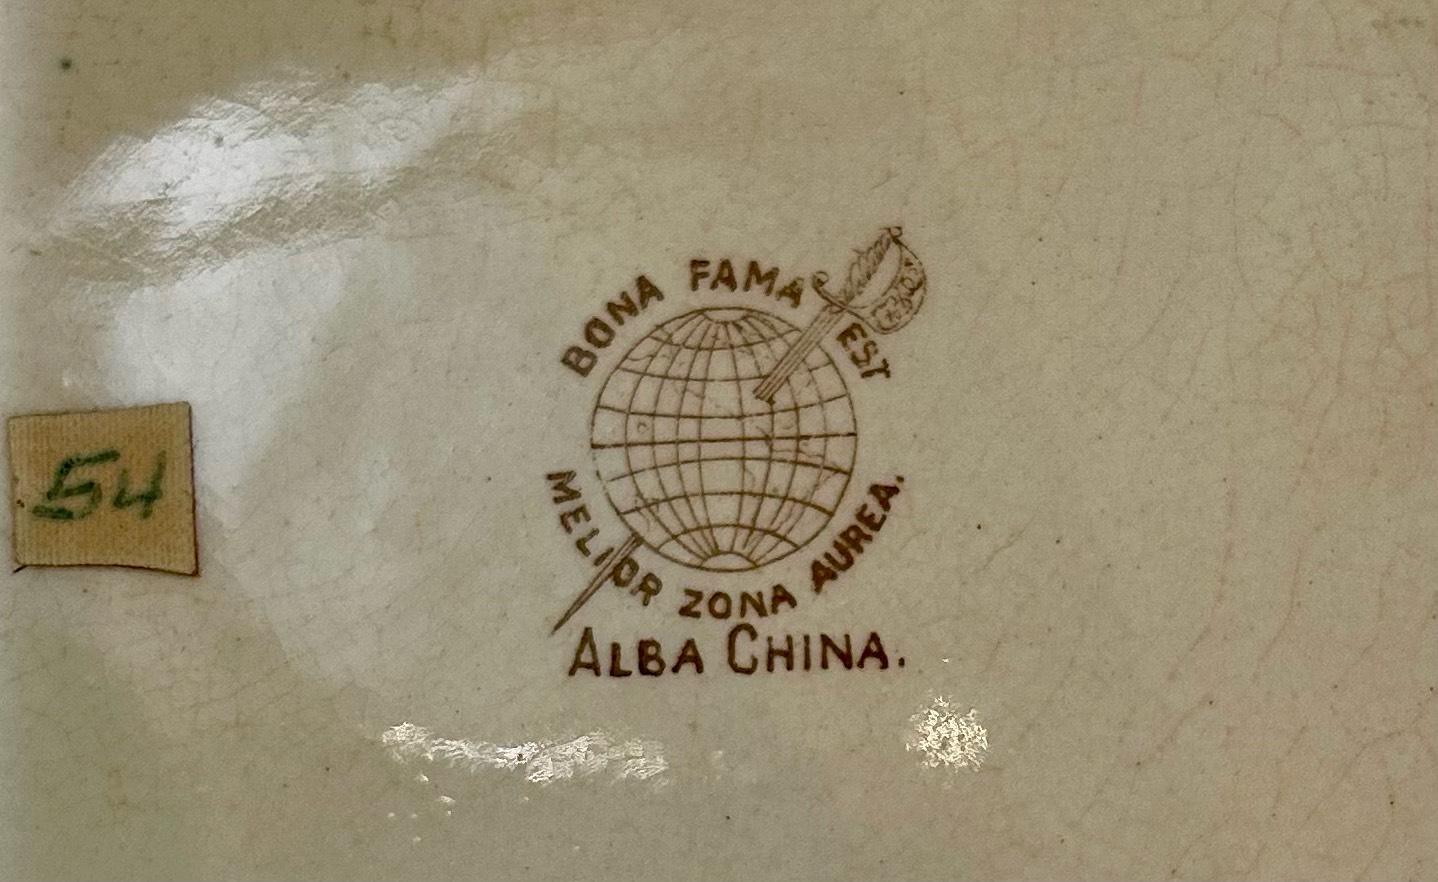 BONA FAMA EST
MELIOR ZONA AUREA.
ALBA CHINA.
54